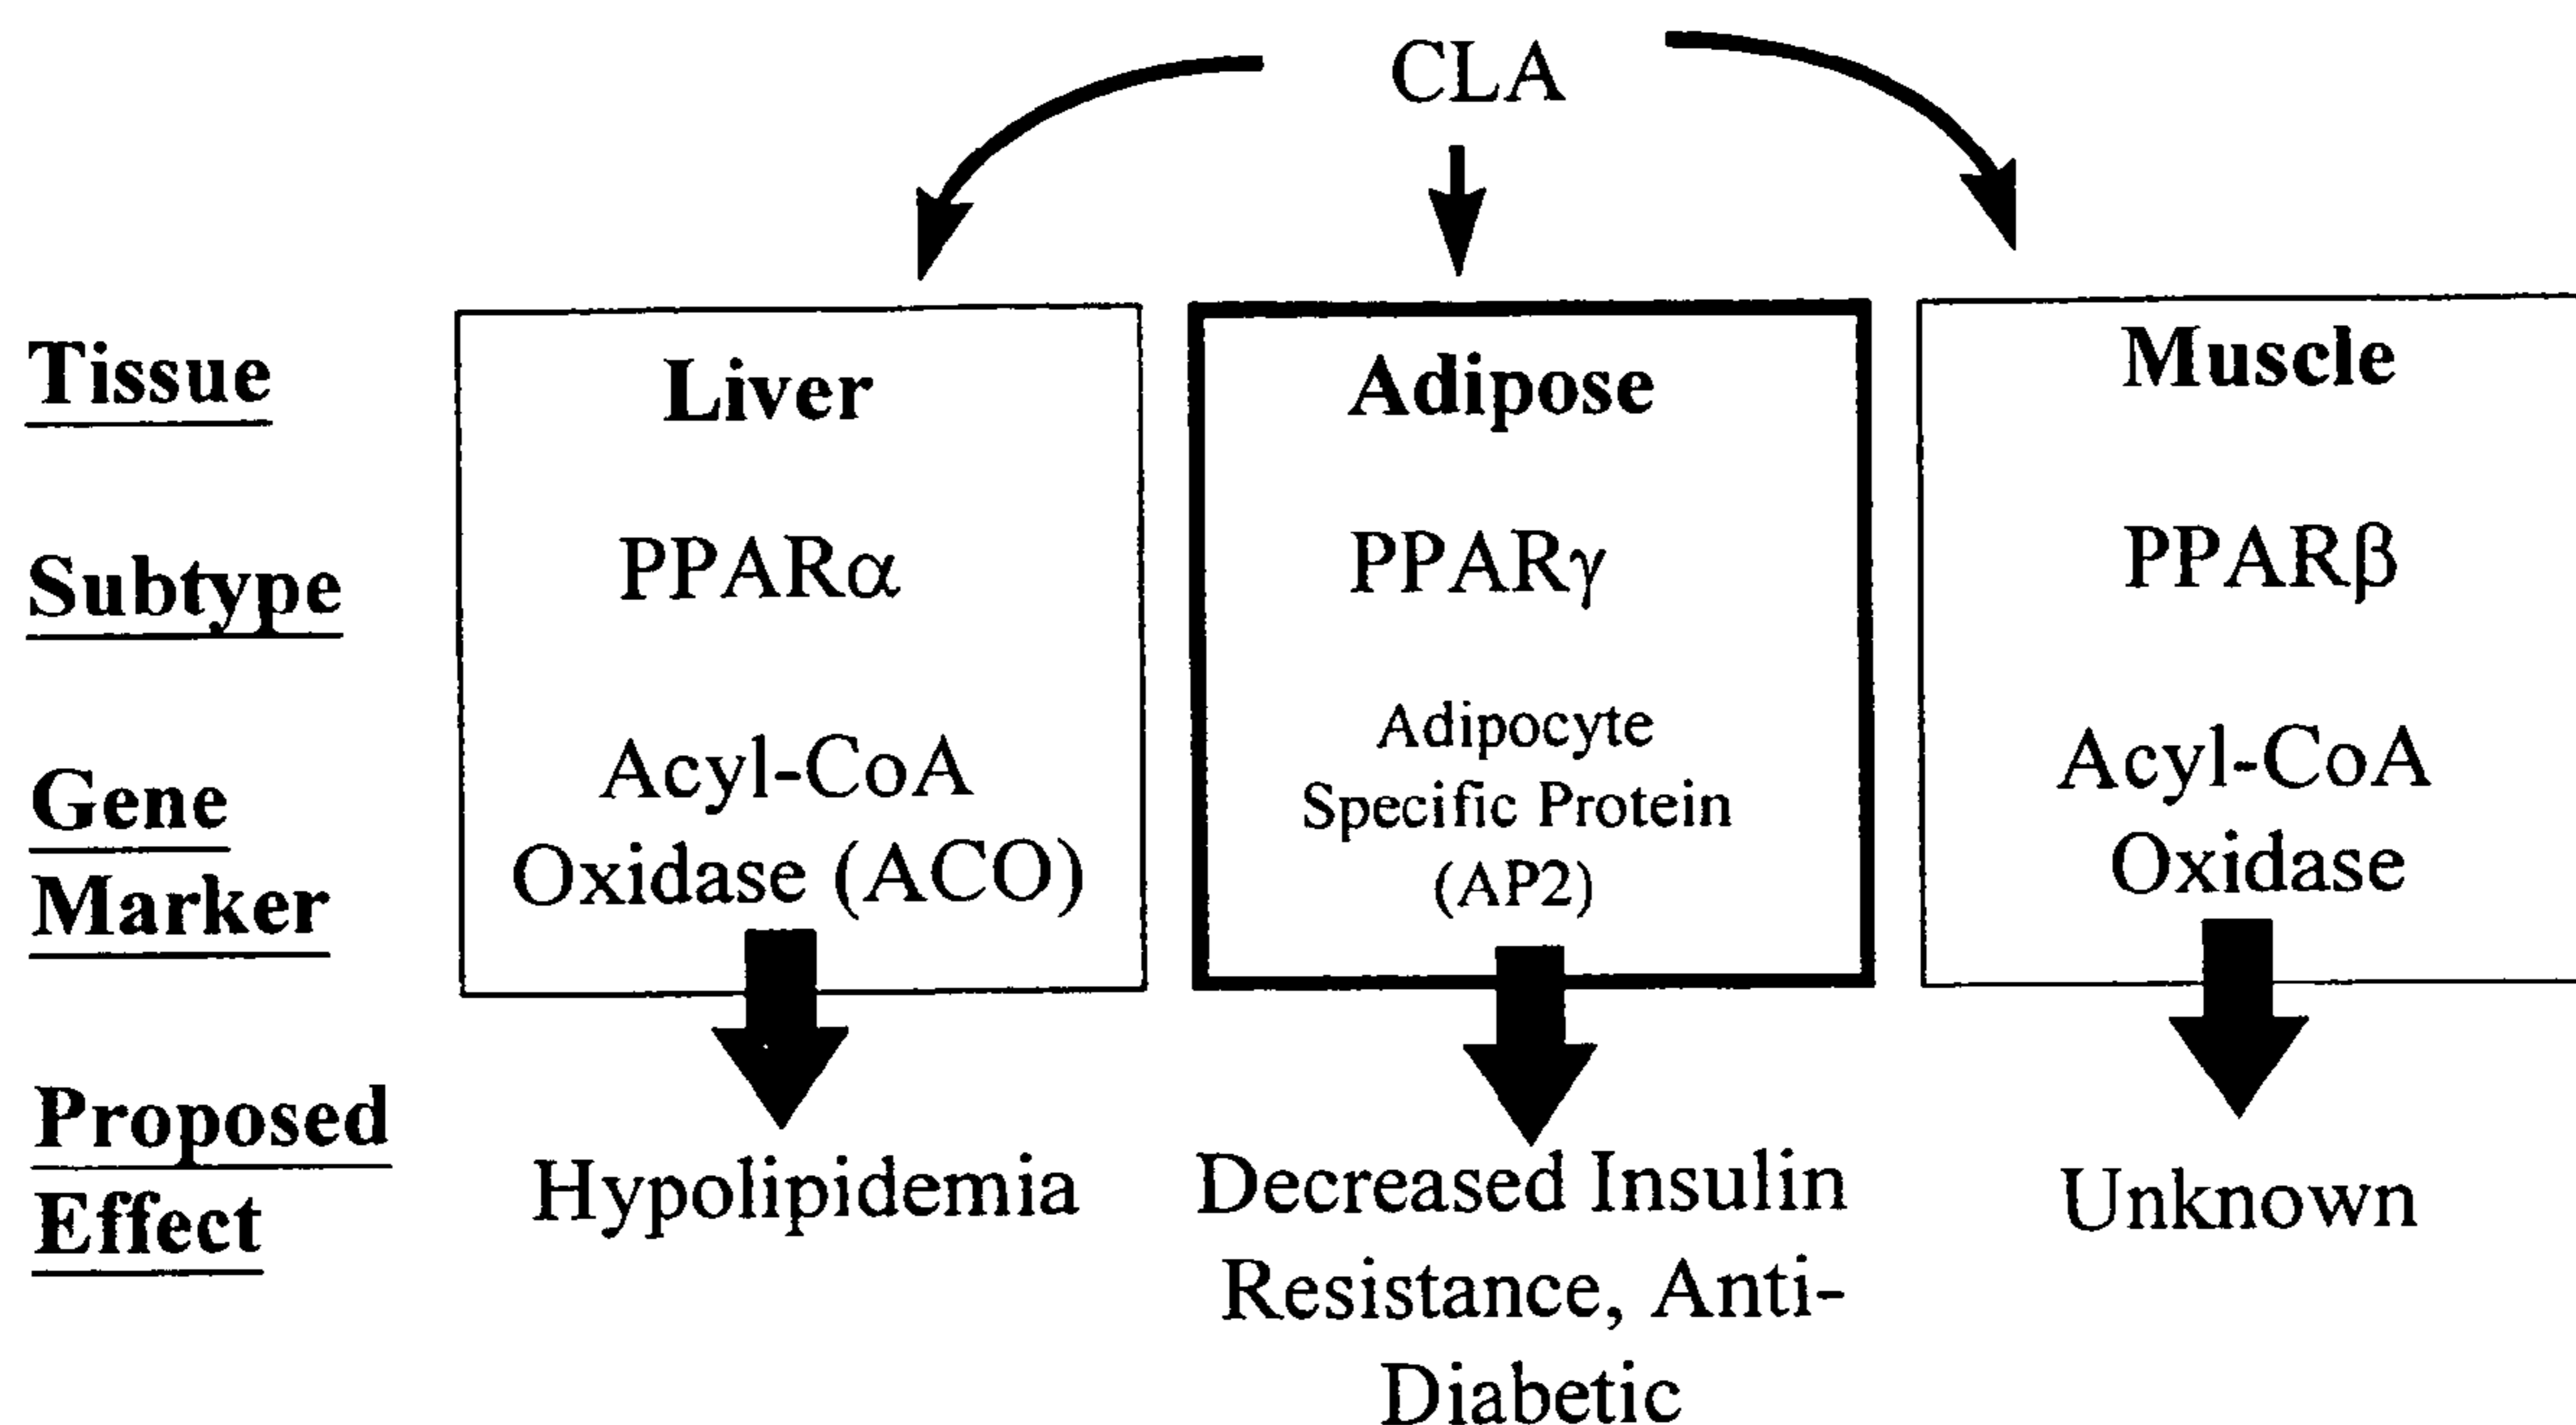 CLA
Tissue
Liver
Adipose
Muscle
Subtype
PPARα
PPARγ
PPARβ
Gene
Marker
Acyl-CoA
Oxidase (ACO)
Adipocyte
Specific Protein
(AP2)
Acyl-CoA
Oxidase
Proposed
Effect
Hypolipidemia
Decreased Insulin
Resistance, Anti-
Diabetic
Unknown